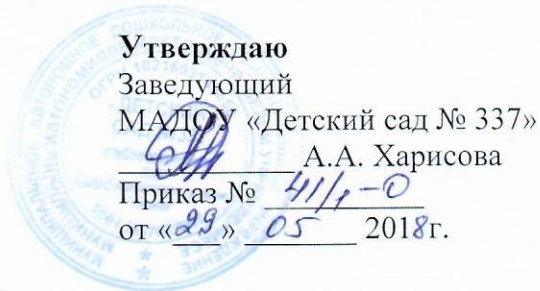 Утверждаю
Заведующий
МАДОУ «Детский сад № 337»
А.А. Харисова
Приказ № 41/1-О
от «29» 05 2018г.